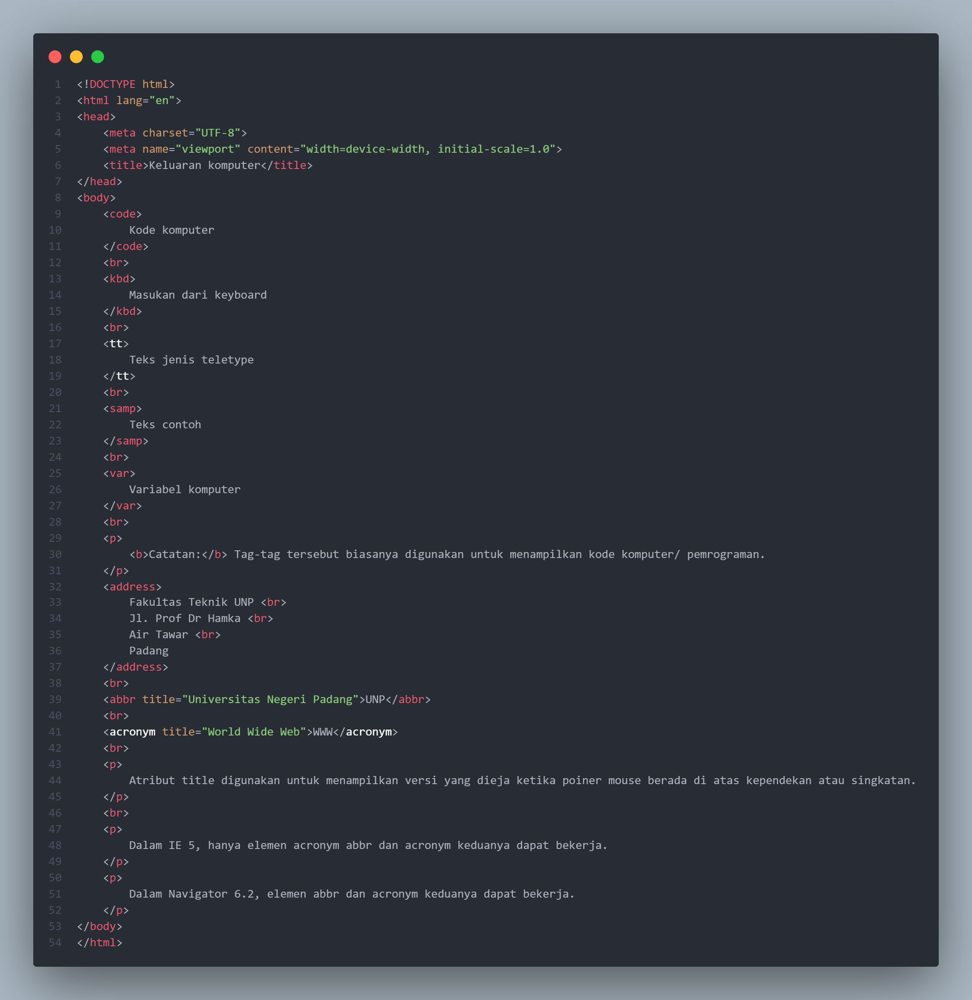 1 <!DOCTYPE html>
2 <html lang="en">
3 <head>
4     <meta charset="UTF-8">
5     <meta name="viewport" content="width=device-width, initial-scale=1.0">
6     <title>Keluaran komputer</title>
7 </head>
8 <body>
9     <code>
10         Kode komputer
11     </code>
12     <br>
13     <kbd>
14         Masukan dari keyboard
15     </kbd>
16     <br>
17     <tt>
18         Teks jenis teletype
19     </tt>
20     <br>
21     <samp>
22         Teks contoh
23     </samp>
24     <br>
25     <var>
26         Variabel komputer
27     </var>
28     <br>
29     <p>
30         <b>Catatan:</b> Tag-tag tersebut biasanya digunakan untuk menampilkan kode komputer/ pemrograman.
31     </p>
32     <address>
33         Fakultas Teknik UNP <br>
34         Jl. Prof Dr Hamka <br>
35         Air Tawar <br>
36         Padang
37     </address>
38     <br>
39     <abbr title="Universitas Negeri Padang">UNP</abbr>
40     <br>
41     <acronym title="World Wide Web">WWW</acronym>
42     <br>
43     <p>
44         Atribut title digunakan untuk menampilkan versi yang dieja ketika poiner mouse berada di atas kependekan atau singkatan.
45     </p>
46     <br>
47     <p>
48         Dalam IE 5, hanya elemen acronym abbr dan acronym keduanya dapat bekerja.
49     </p>
50     <p>
51         Dalam Navigator 6.2, elemen abbr dan acronym keduanya dapat bekerja.
52     </p>
53 </body>
54 </html>